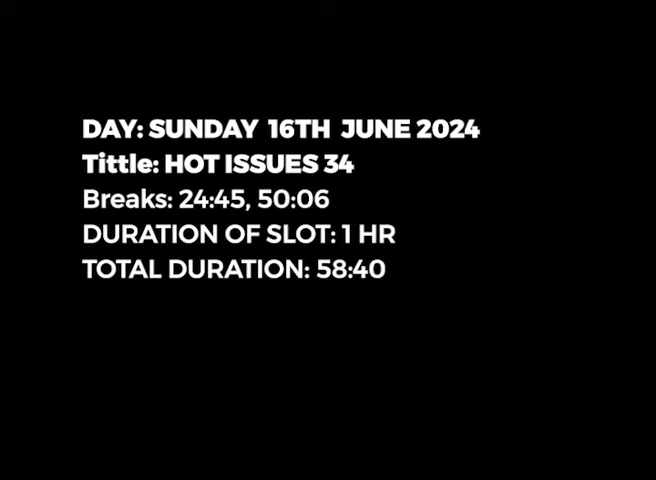 DAY: SUNDAY 16TH JUNE 2024
Tittle: HOT ISSUES 34
Breaks: 24:45, 50:06
DURATION OF SLOT: 1 HR
TOTAL DURATION: 58:40